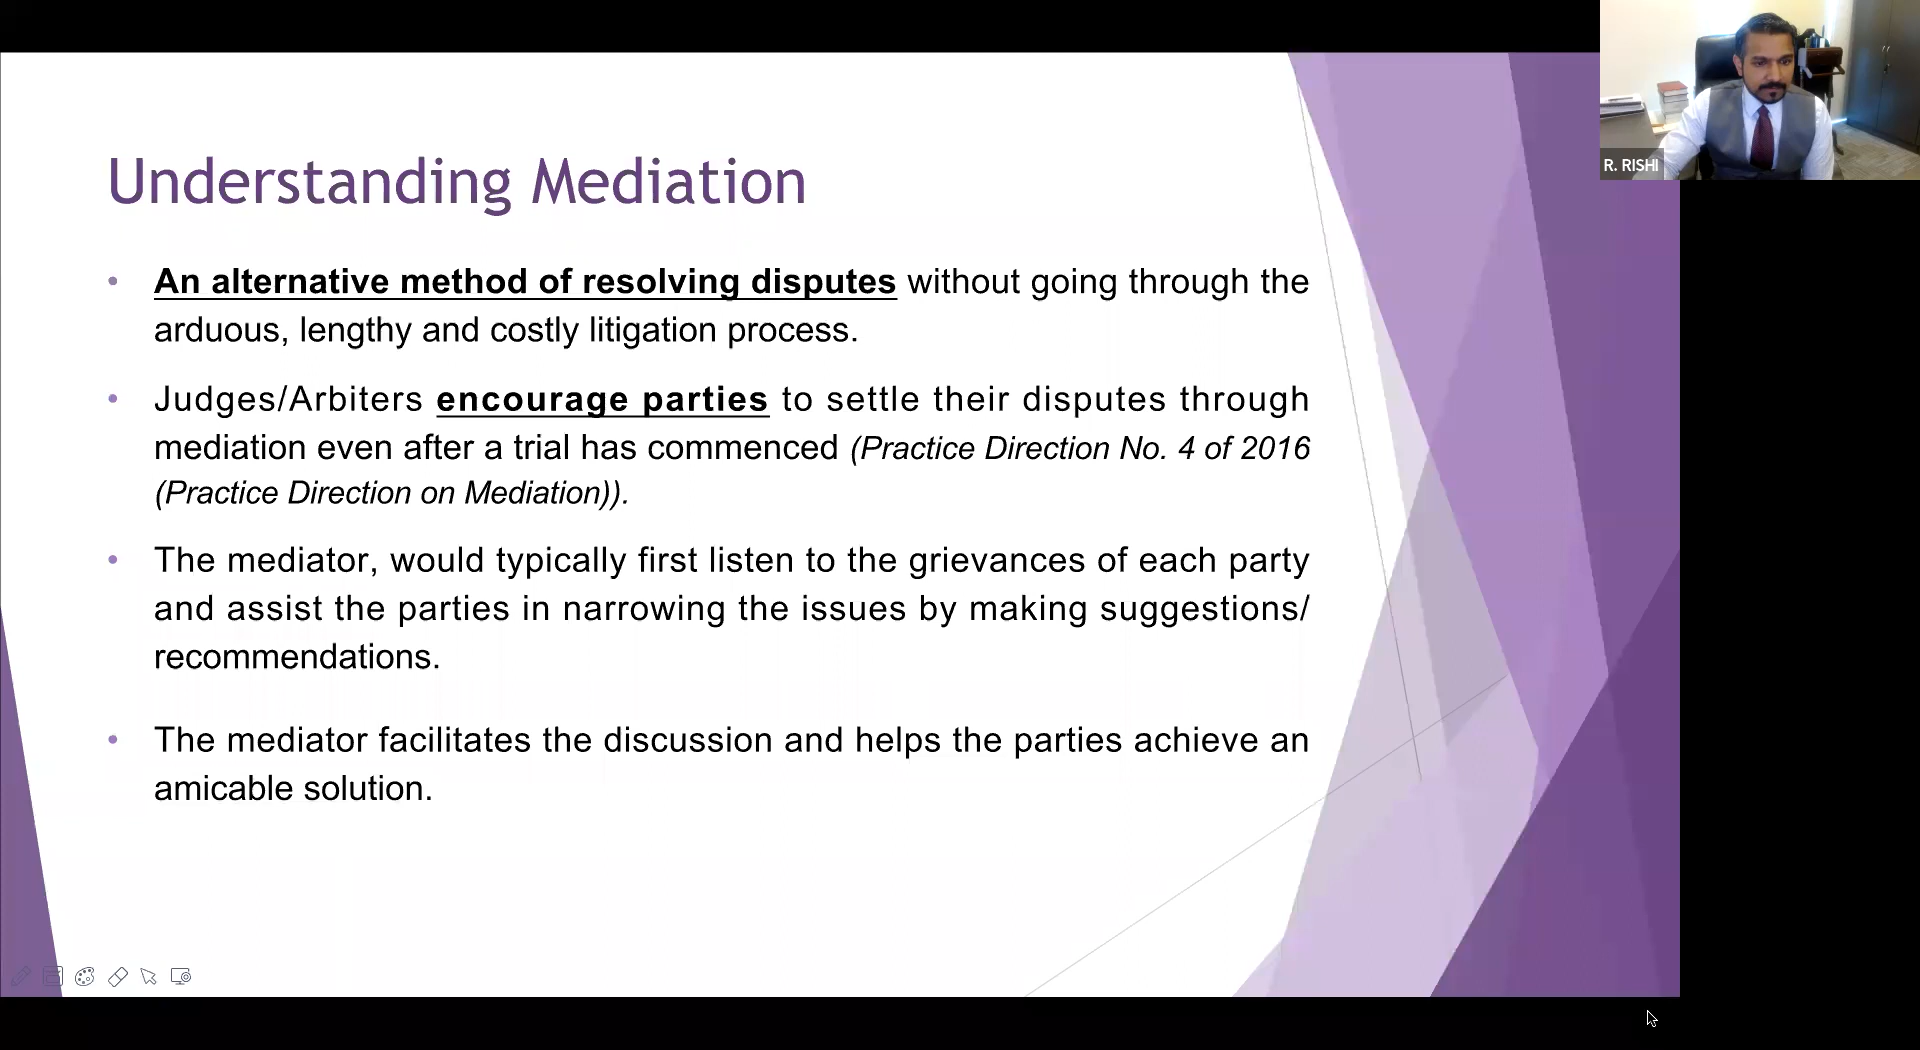 R. RISHI
Understanding Mediation
• An alternative method of resolving disputes without going through the
arduous, lengthy and costly litigation process.
• Judges/Arbiters encourage parties to settle their disputes through
mediation even after a trial has commenced (Practice Direction No. 4 of 2016
(Practice Direction on Mediation)).
• The mediator, would typically first listen to the grievances of each party
and assist the parties in narrowing the issues by making suggestions/
recommendations.
• The mediator facilitates the discussion and helps the parties achieve an
amicable solution.